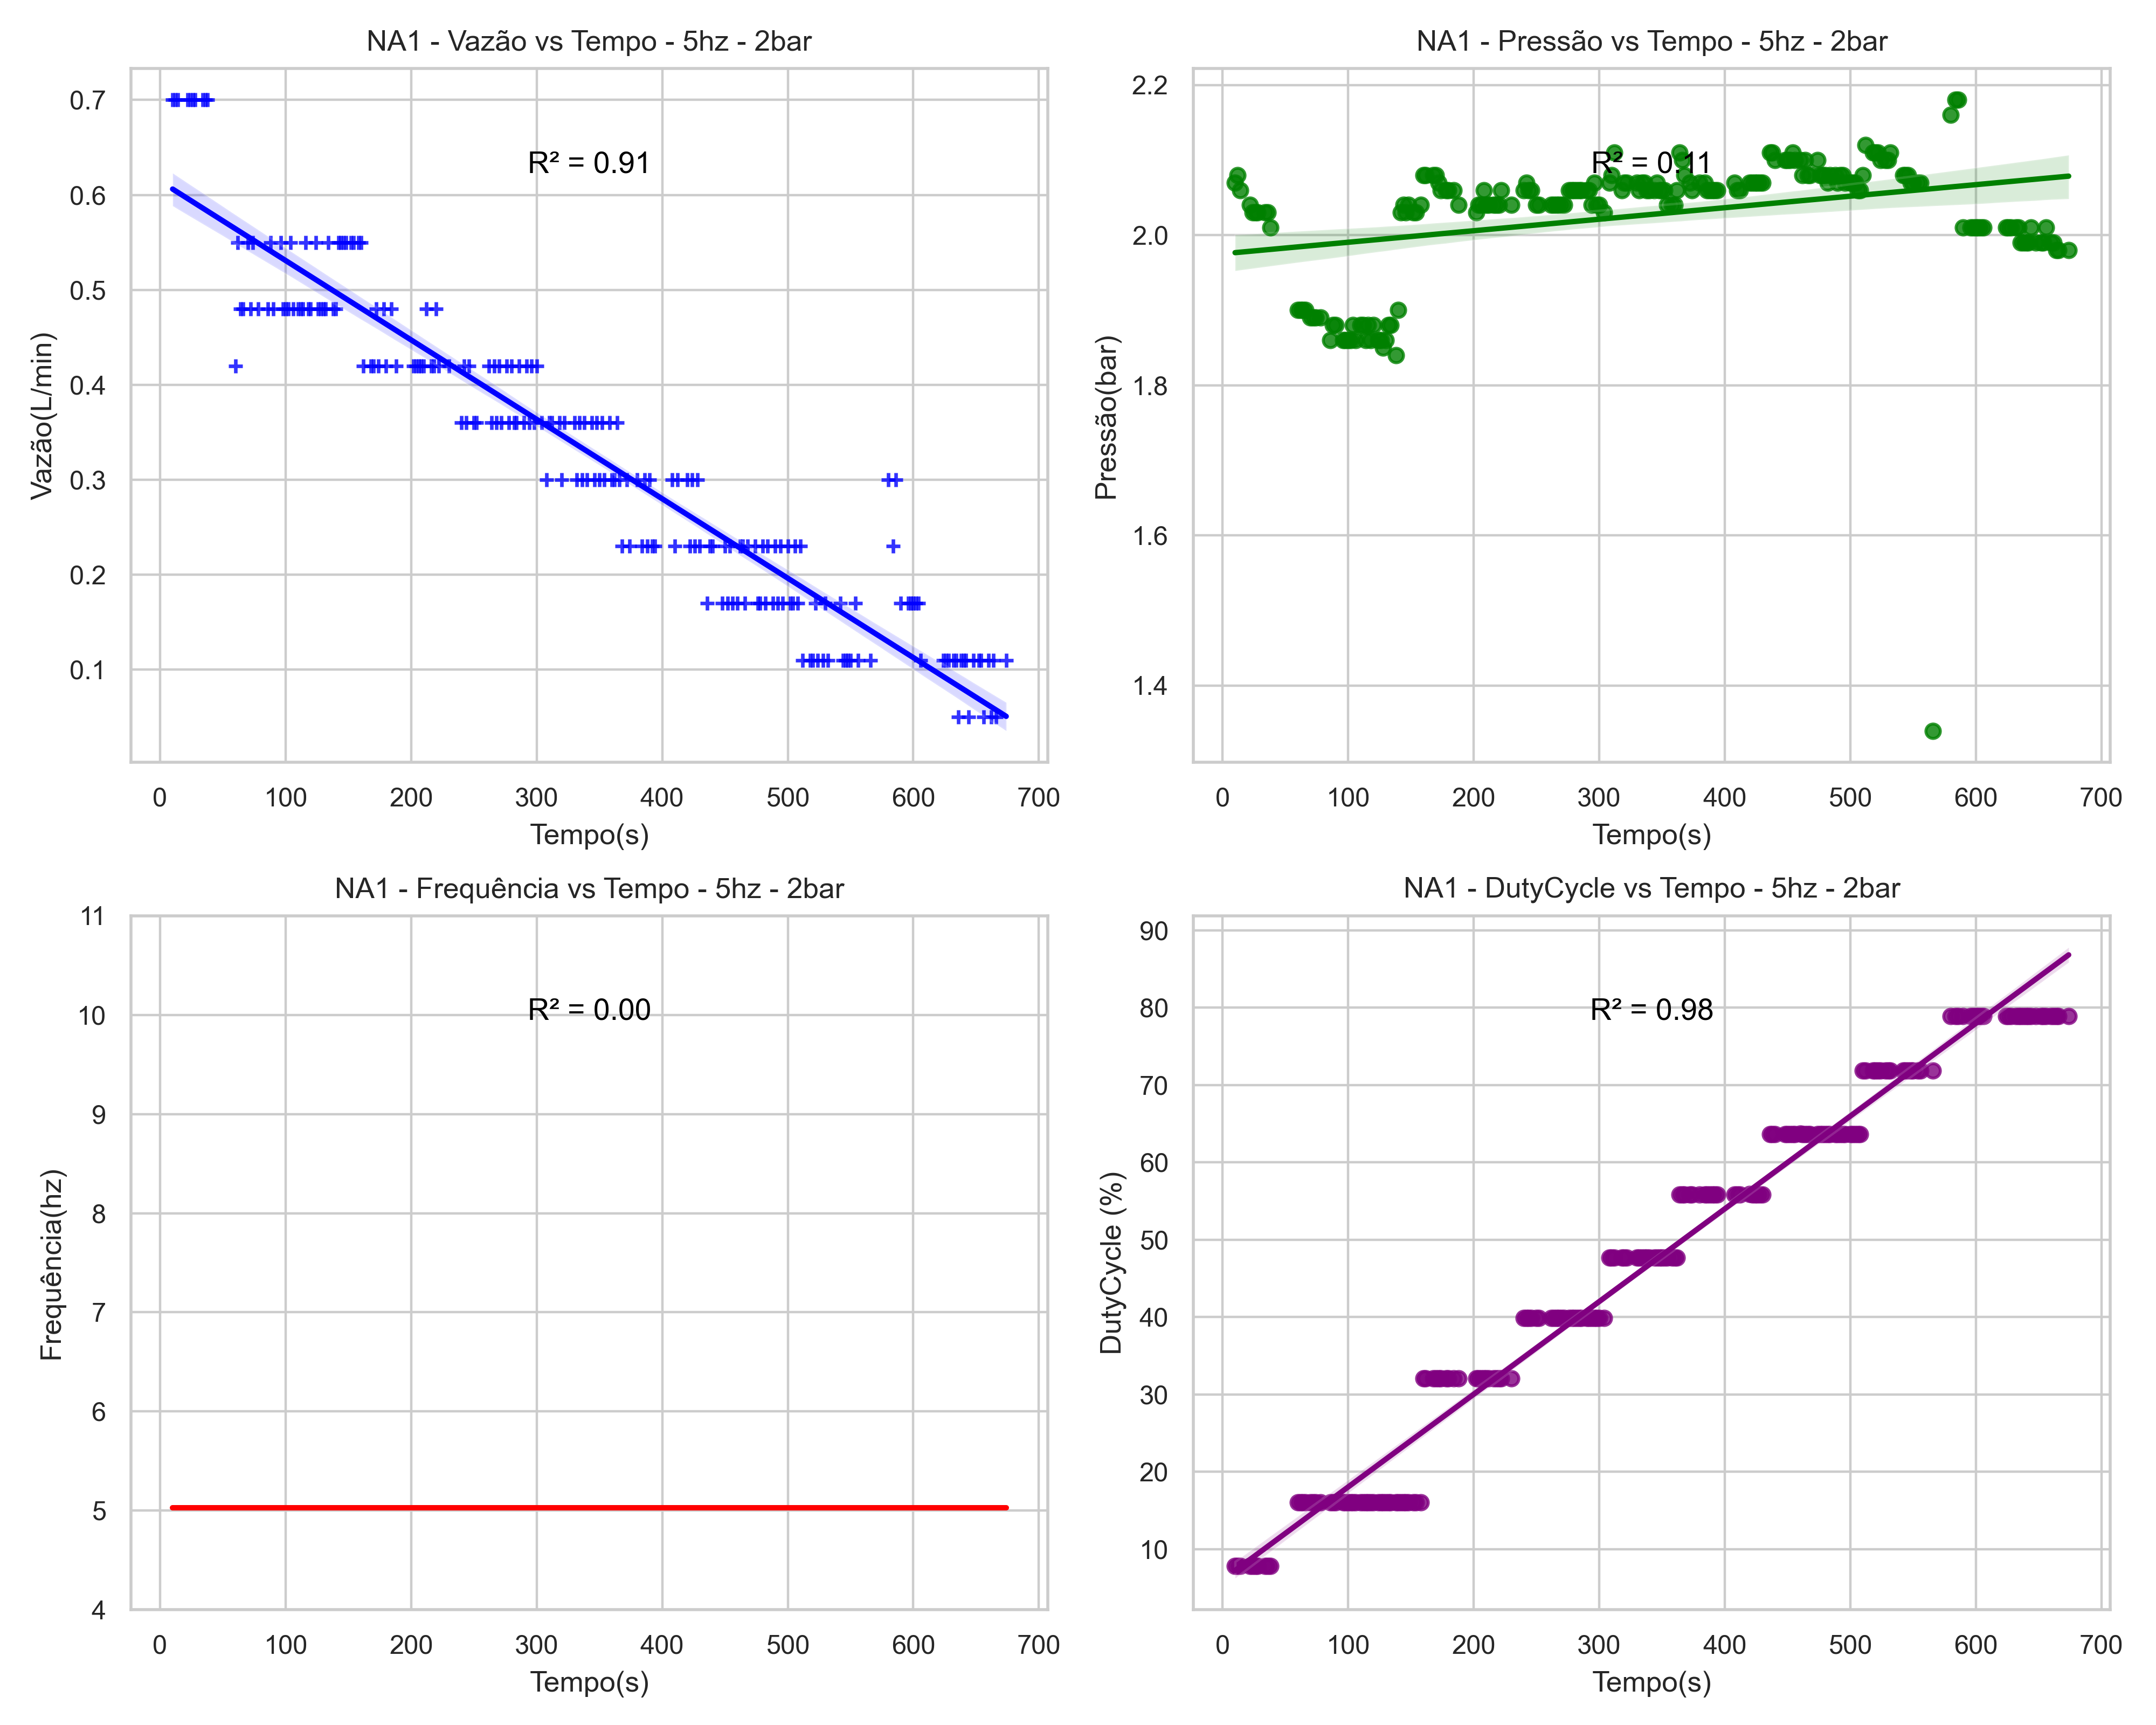 NA1 - Vazão vs Tempo - 5hz - 2bar
0.7
0.6
0.5
0.4
0.3
0.2
0.1
Vazão(L/min)
R² = 0.91
0 100 200 300 400 500 600 700
Tempo(s)
NA1 - Pressão vs Tempo - 5hz - 2bar
2.2
2.0
1.8
1.6
1.4
Pressão(bar)
R² = 0.11
0 100 200 300 400 500 600 700
Tempo(s)
NA1 - Frequência vs Tempo - 5hz - 2bar
11
10
9
8
7
6
5
4
Frequência(hz)
R² = 0.00
0 100 200 300 400 500 600 700
Tempo(s)
NA1 - DutyCycle vs Tempo - 5hz - 2bar
90
80
70
60
50
40
30
20
10
DutyCycle (%)
R² = 0.98
0 100 200 300 400 500 600 700
Tempo(s)